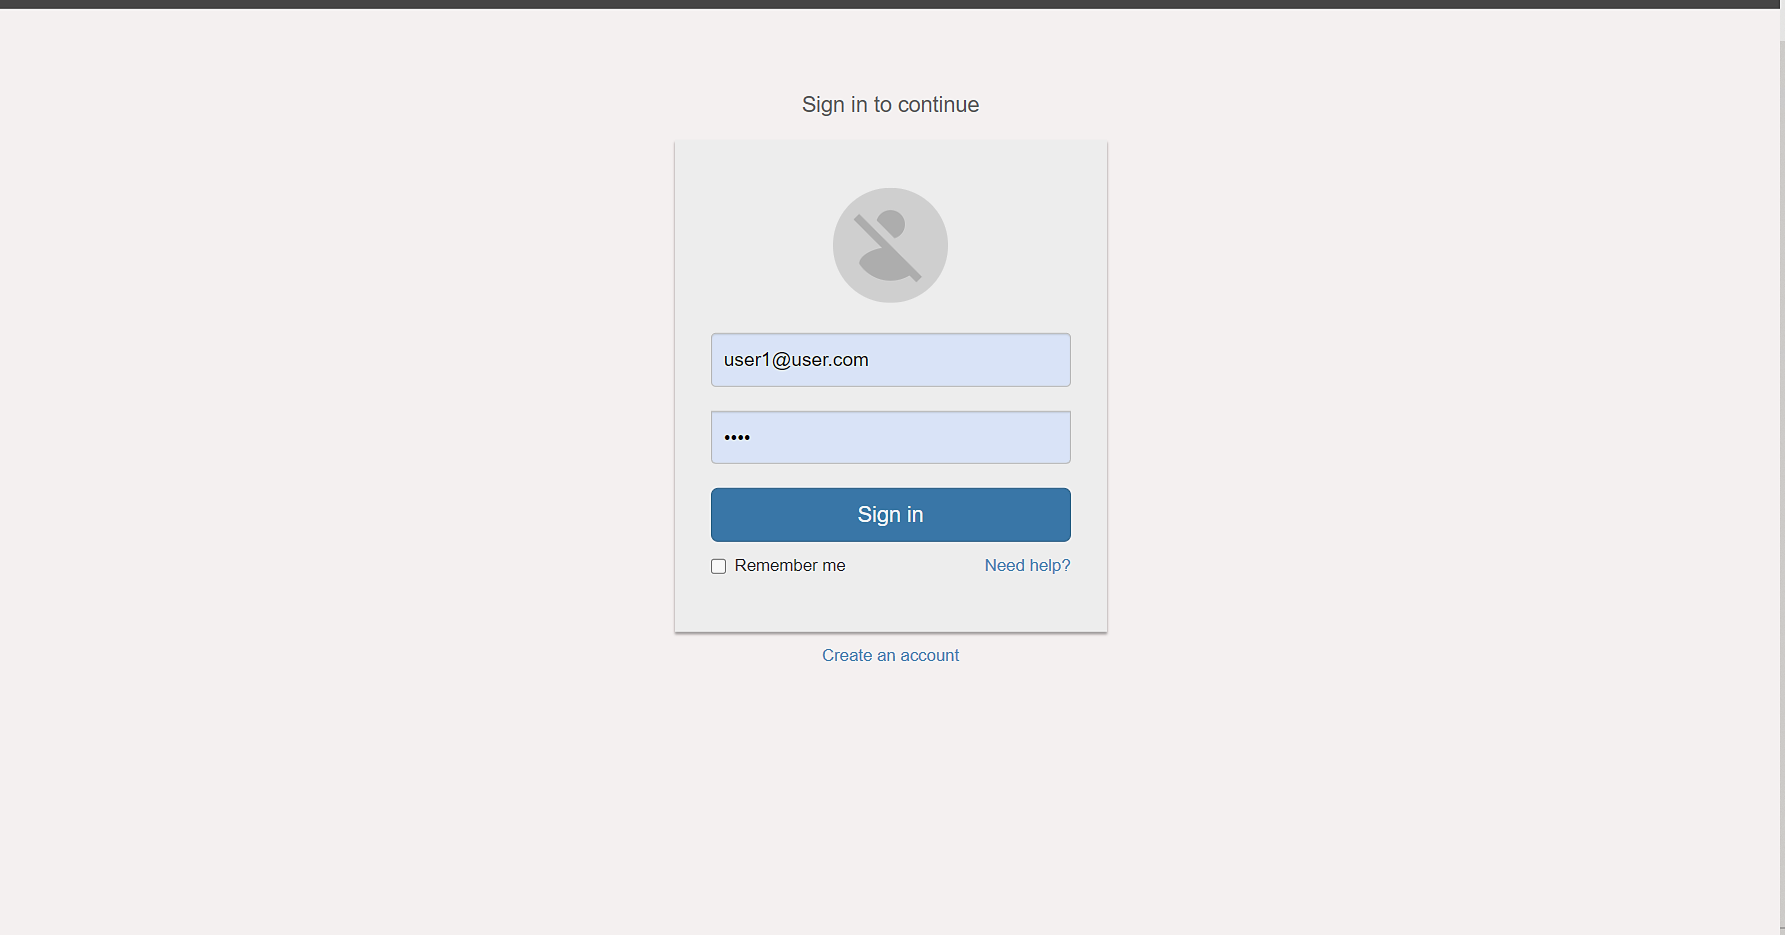 Sign in to continue
user1@user.com
••••
Sign in
Remember me
Need help?
Create an account